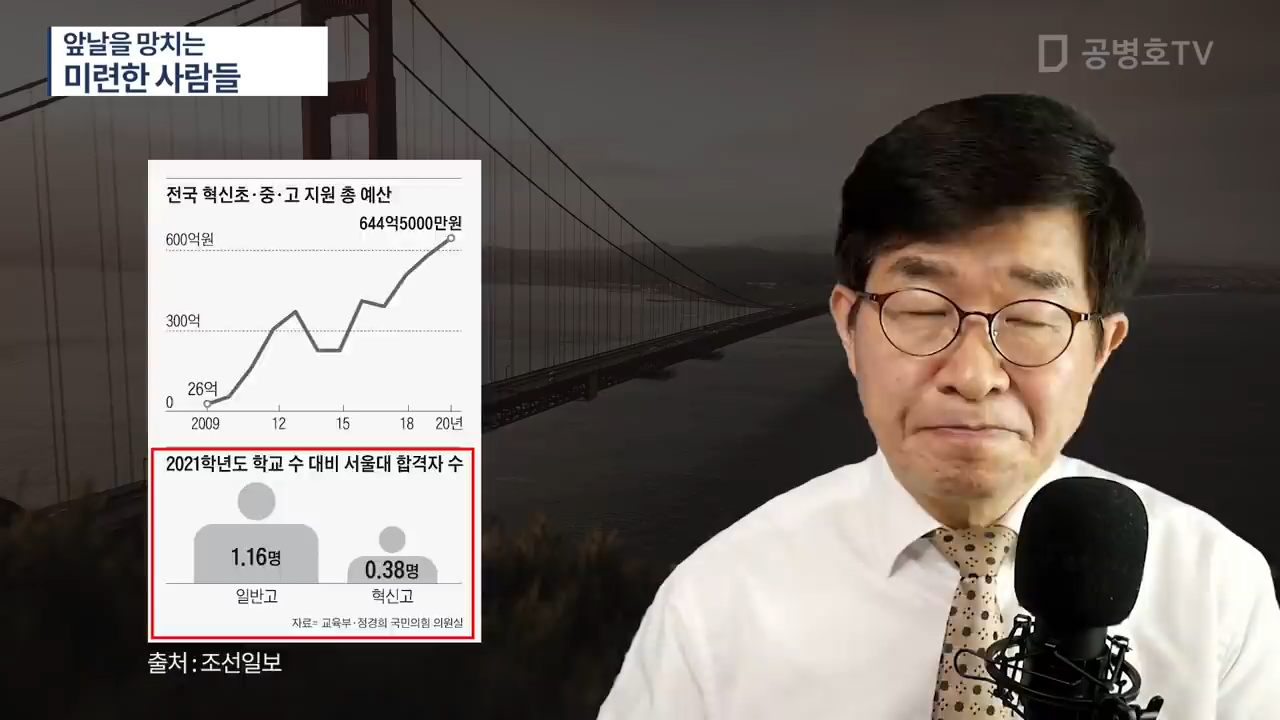 앞날을 망치는
미련한 사람들
공병호TV
전국 혁신초·중·고 지원 총 예산
644억5000만원
600억원
300억
26억
0
2009 12 15 18 20년
2021학년도 학교 수 대비 서울대 합격자 수
1.16명
0.38명
일반고 혁신고
자료= 교육부·정경희 국민의힘 의원실
출처 : 조선일보